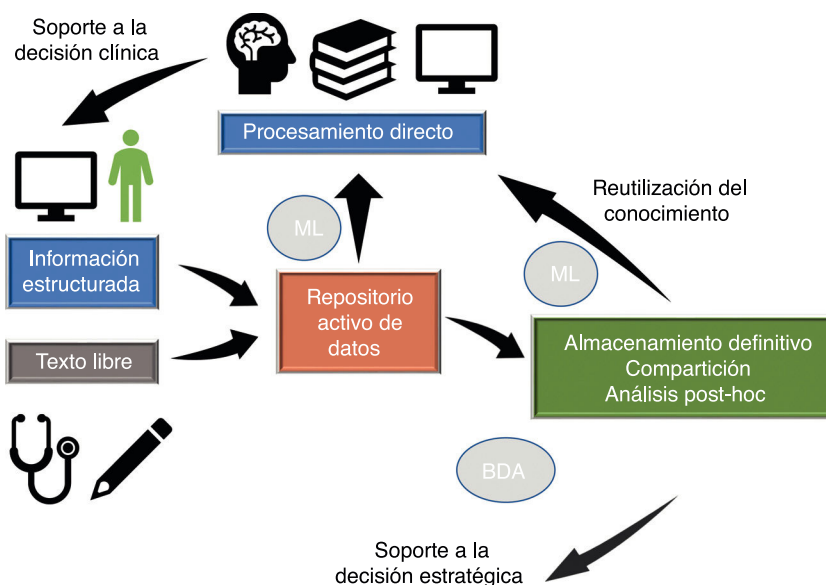 Soporte a la
decisión clínica
Procesamiento directo
Reutilización del
conocimiento
ML
Información
estructurada
ML
Repositorio
activo de
datos
Texto libre
Almacenamiento definitivo
Compartición
Análisis post-hoc
BDA
Soporte a la
decisión estratégica